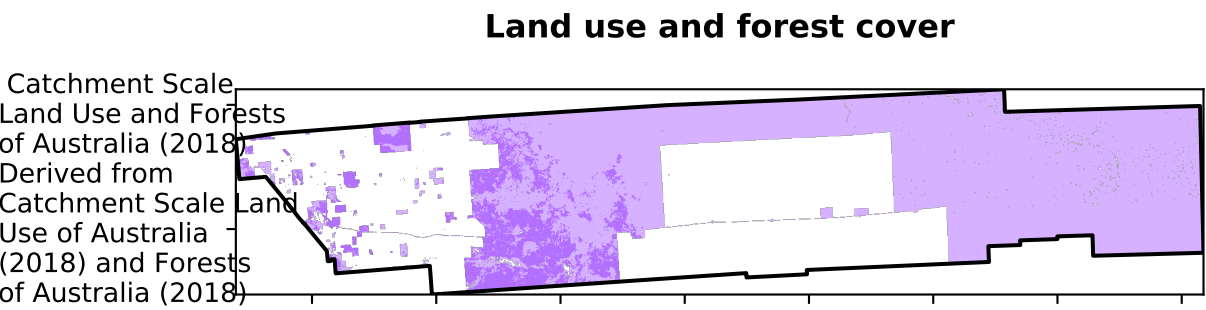 Land use and forest cover
Catchment Scale
Land Use and Forests
of Australia (2018)
Derived from
Catchment Scale Land
Use of Australia
(2018) and Forests
of Australia (2018)